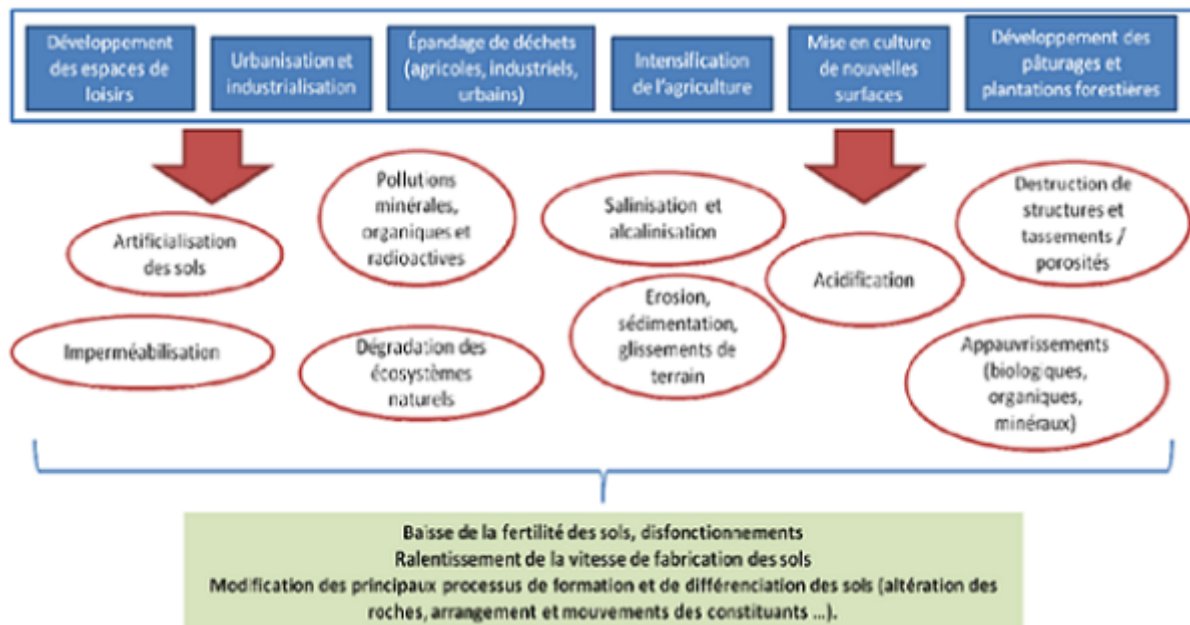 Développement
des espaces de
loisirs
Urbanisation et
industrialisation
Épandage de déchets
(agricoles, industriels,
urbains)
Intensification
de l'agriculture
Mise en culture
de nouvelles
surfaces
Développement des
pâturages et
plantations forestières
Artificialisation
des sols
Pollutions
minérales,
organiques et
radioactives
Salinisation et
alcalinisation
Acidification
Destruction de
structures et
tassements /
porosités
Imperméabilisation
Dégradation des
écosystèmes
naturels
Erosion,
sédimentation,
glissements de
terrain
Appauvrissements
(biologiques,
organiques,
minéraux)
Baisse de la fertilité des sols, disfonctionnements
Ralentissement de la vitesse de fabrication des sols
Modification des principaux processus de formation et de différenciation des sols (altération des
roches, arrangement et mouvements des constituants ...).